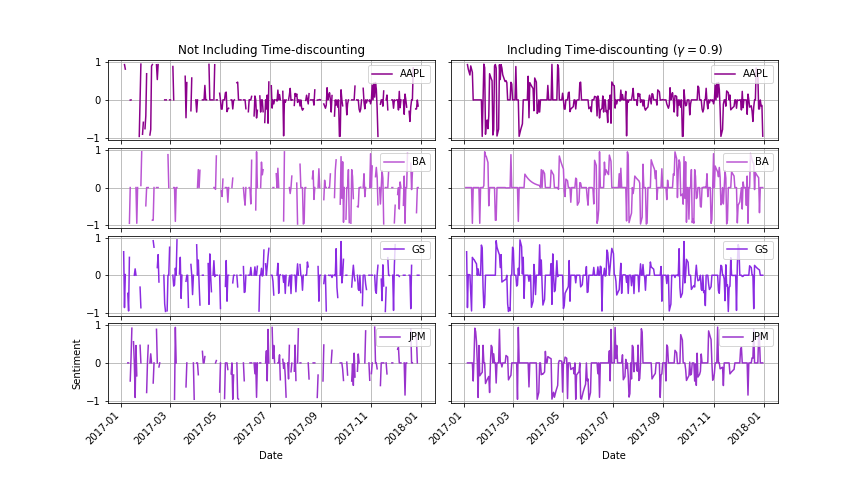 Not Including Time-discounting
Including Time-discounting (γ = 0.9)
1
0
−1
AAPL
AAPL
1
0
−1
BA
BA
1
0
−1
GS
GS
1
0
−1
JPM
JPM
Sentiment
2017-01
2017-03
2017-05
2017-07
2017-09
2017-11
2018-01
2017-01
2017-03
2017-05
2017-07
2017-09
2017-11
2018-01
Date
Date